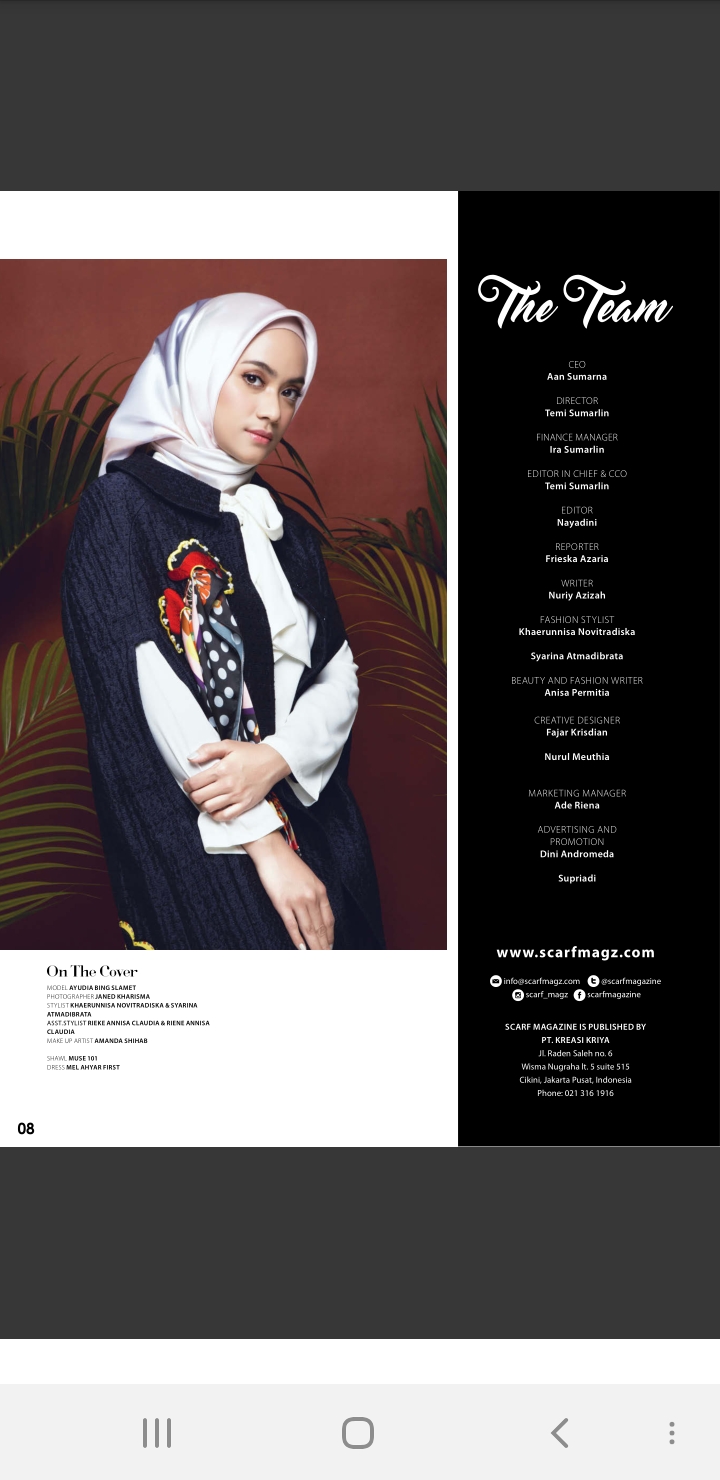 The Team
CEO
Aan Sumarna
DIRECTOR
Temi Sumarlin
FINANCE MANAGER
Ira Sumarlin
EDITOR IN CHIEF & CCO
Temi Sumarlin
EDITOR
Nayadini
REPORTER
Frieska Azaria
WRITER
Nuriy Azizah
FASHION STYLIST
Khaerunnisa Novitradiska
Syarina Atmadibrata
BEAUTY AND FASHION WRITER
Anisa Permitia
CREATIVE DESIGNER
Fajar Krisdian
Nurul Meuthia
MARKETING MANAGER
Ade Riena
ADVERTISING AND
PROMOTION
Dini Andromeda
Supriadi
www.scarfmagz.com
info@scarfmagz.com @scarfmagazine
scarf_magz scarfmagazine
SCARF MAGAZINE IS PUBLISHED BY
PT. KREASI KRIYA
Jl. Raden Saleh no. 6
Wisma Nugraha lt. 5 suite 515
Cikini, Jakarta Pusat, Indonesia
Phone: 021 316 1916
On The Cover
MODEL AYUDIA BING SLAMET
PHOTOGRAPHER JANED KHARISMA
STYLIST KHAERUNNISA NOVITRADISKA & SYARINA
ATMADIBRATA
ASST.STYLIST RIEKE ANNISA CLAUDIA & RIENE ANNISA
CLAUDIA
MAKE UP ARTIST AMANDA SHIHAB
SHAWL MUSE 101
DRESS MEL AHYAR FIRST
08